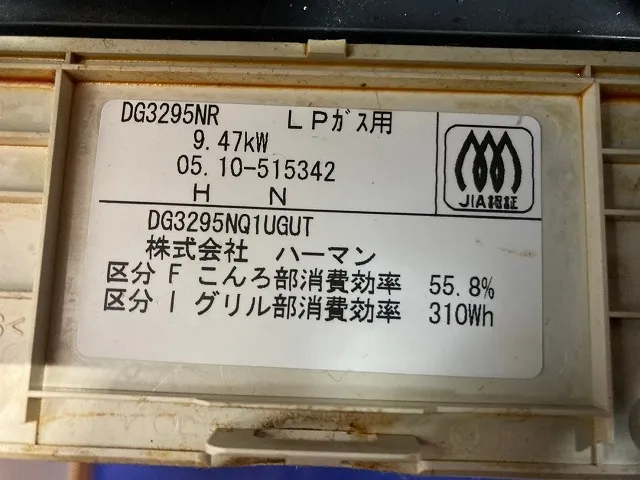 DG3295NR LPガス用
9.47kW
05.10-515342
H N
JIA認証
DG3295NQ1UGUT
株式会社 ハーマン
区分 F こんろ部消費効率 55.8%
区分 I グリル部消費効率 310Wh